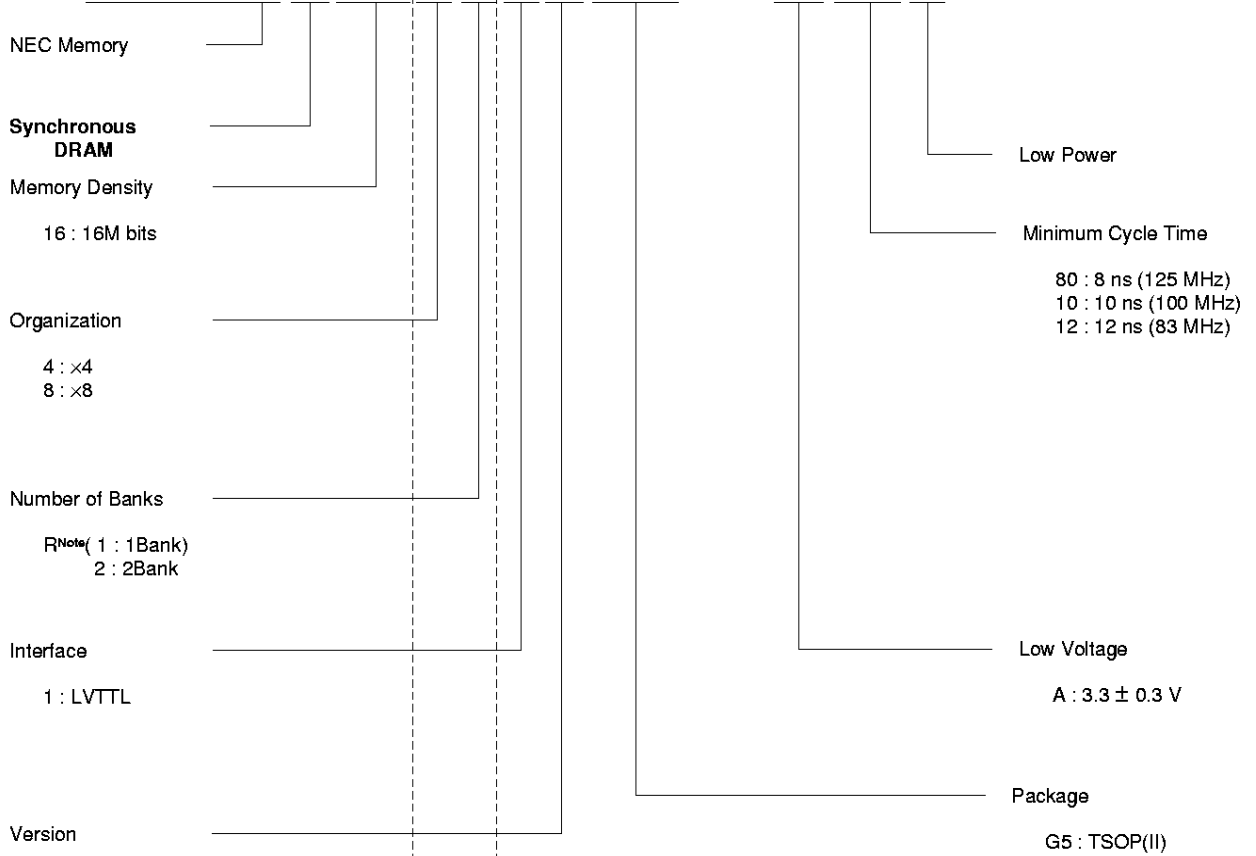 NEC Memory
Synchronous
DRAM
Memory Density
16 : 16M bits
Organization
4 : ×4
8 : ×8
Number of Banks
RNote( 1 : 1Bank)
2 : 2Bank
Interface
1 : LVTTL
Version
Low Power
Minimum Cycle Time
80 : 8 ns (125 MHz)
10 : 10 ns (100 MHz)
12 : 12 ns (83 MHz)
Low Voltage
A : 3.3 ± 0.3 V
Package
G5 : TSOP(II)